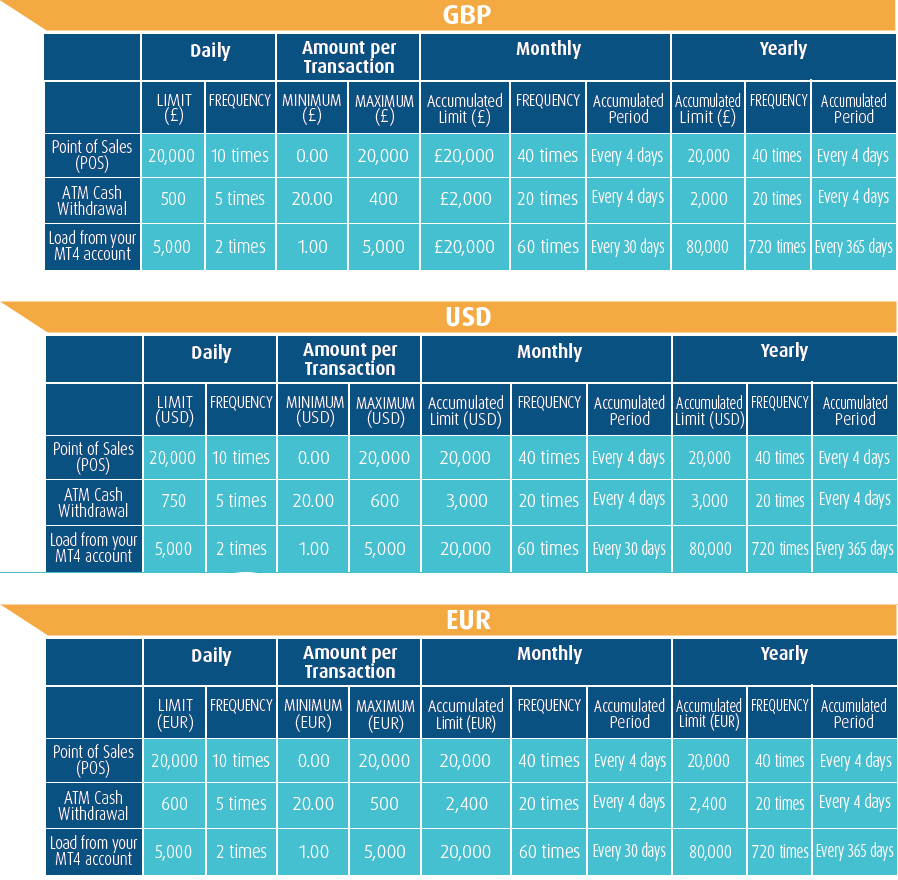 GBP
Daily Amount per Transaction Monthly Yearly
LIMIT (£) FREQUENCY MINIMUM (£) MAXIMUM (£) Accumulated Limit (£) FREQUENCY Accumulated Period Accumulated Limit (£) FREQUENCY Accumulated Period
Point of Sales (POS) 20,000 10 times 0.00 20,000 £20,000 40 times Every 4 days 20,000 40 times Every 4 days
ATM Cash Withdrawal 500 5 times 20.00 400 £2,000 20 times Every 4 days 2,000 20 times Every 4 days
Load from your MT4 account 5,000 2 times 1.00 5,000 £20,000 60 times Every 30 days 80,000 720 times Every 365 days
USD
Daily Amount per Transaction Monthly Yearly
LIMIT (USD) FREQUENCY MINIMUM (USD) MAXIMUM (USD) Accumulated Limit (USD) FREQUENCY Accumulated Period Accumulated Limit (USD) FREQUENCY Accumulated Period
Point of Sales (POS) 20,000 10 times 0.00 20,000 20,000 40 times Every 4 days 20,000 40 times Every 4 days
ATM Cash Withdrawal 750 5 times 20.00 600 3,000 20 times Every 4 days 3,000 20 times Every 4 days
Load from your MT4 account 5,000 2 times 1.00 5,000 20,000 60 times Every 30 days 80,000 720 times Every 365 days
EUR
Daily Amount per Transaction Monthly Yearly
LIMIT (EUR) FREQUENCY MINIMUM (EUR) MAXIMUM (EUR) Accumulated Limit (EUR) FREQUENCY Accumulated Period Accumulated Limit (EUR) FREQUENCY Accumulated Period
Point of Sales (POS) 20,000 10 times 0.00 20,000 20,000 40 times Every 4 days 20,000 40 times Every 4 days
ATM Cash Withdrawal 600 5 times 20.00 500 2,400 20 times Every 4 days 2,400 20 times Every 4 days
Load from your MT4 account 5,000 2 times 1.00 5,000 20,000 60 times Every 30 days 80,000 720 times Every 365 days